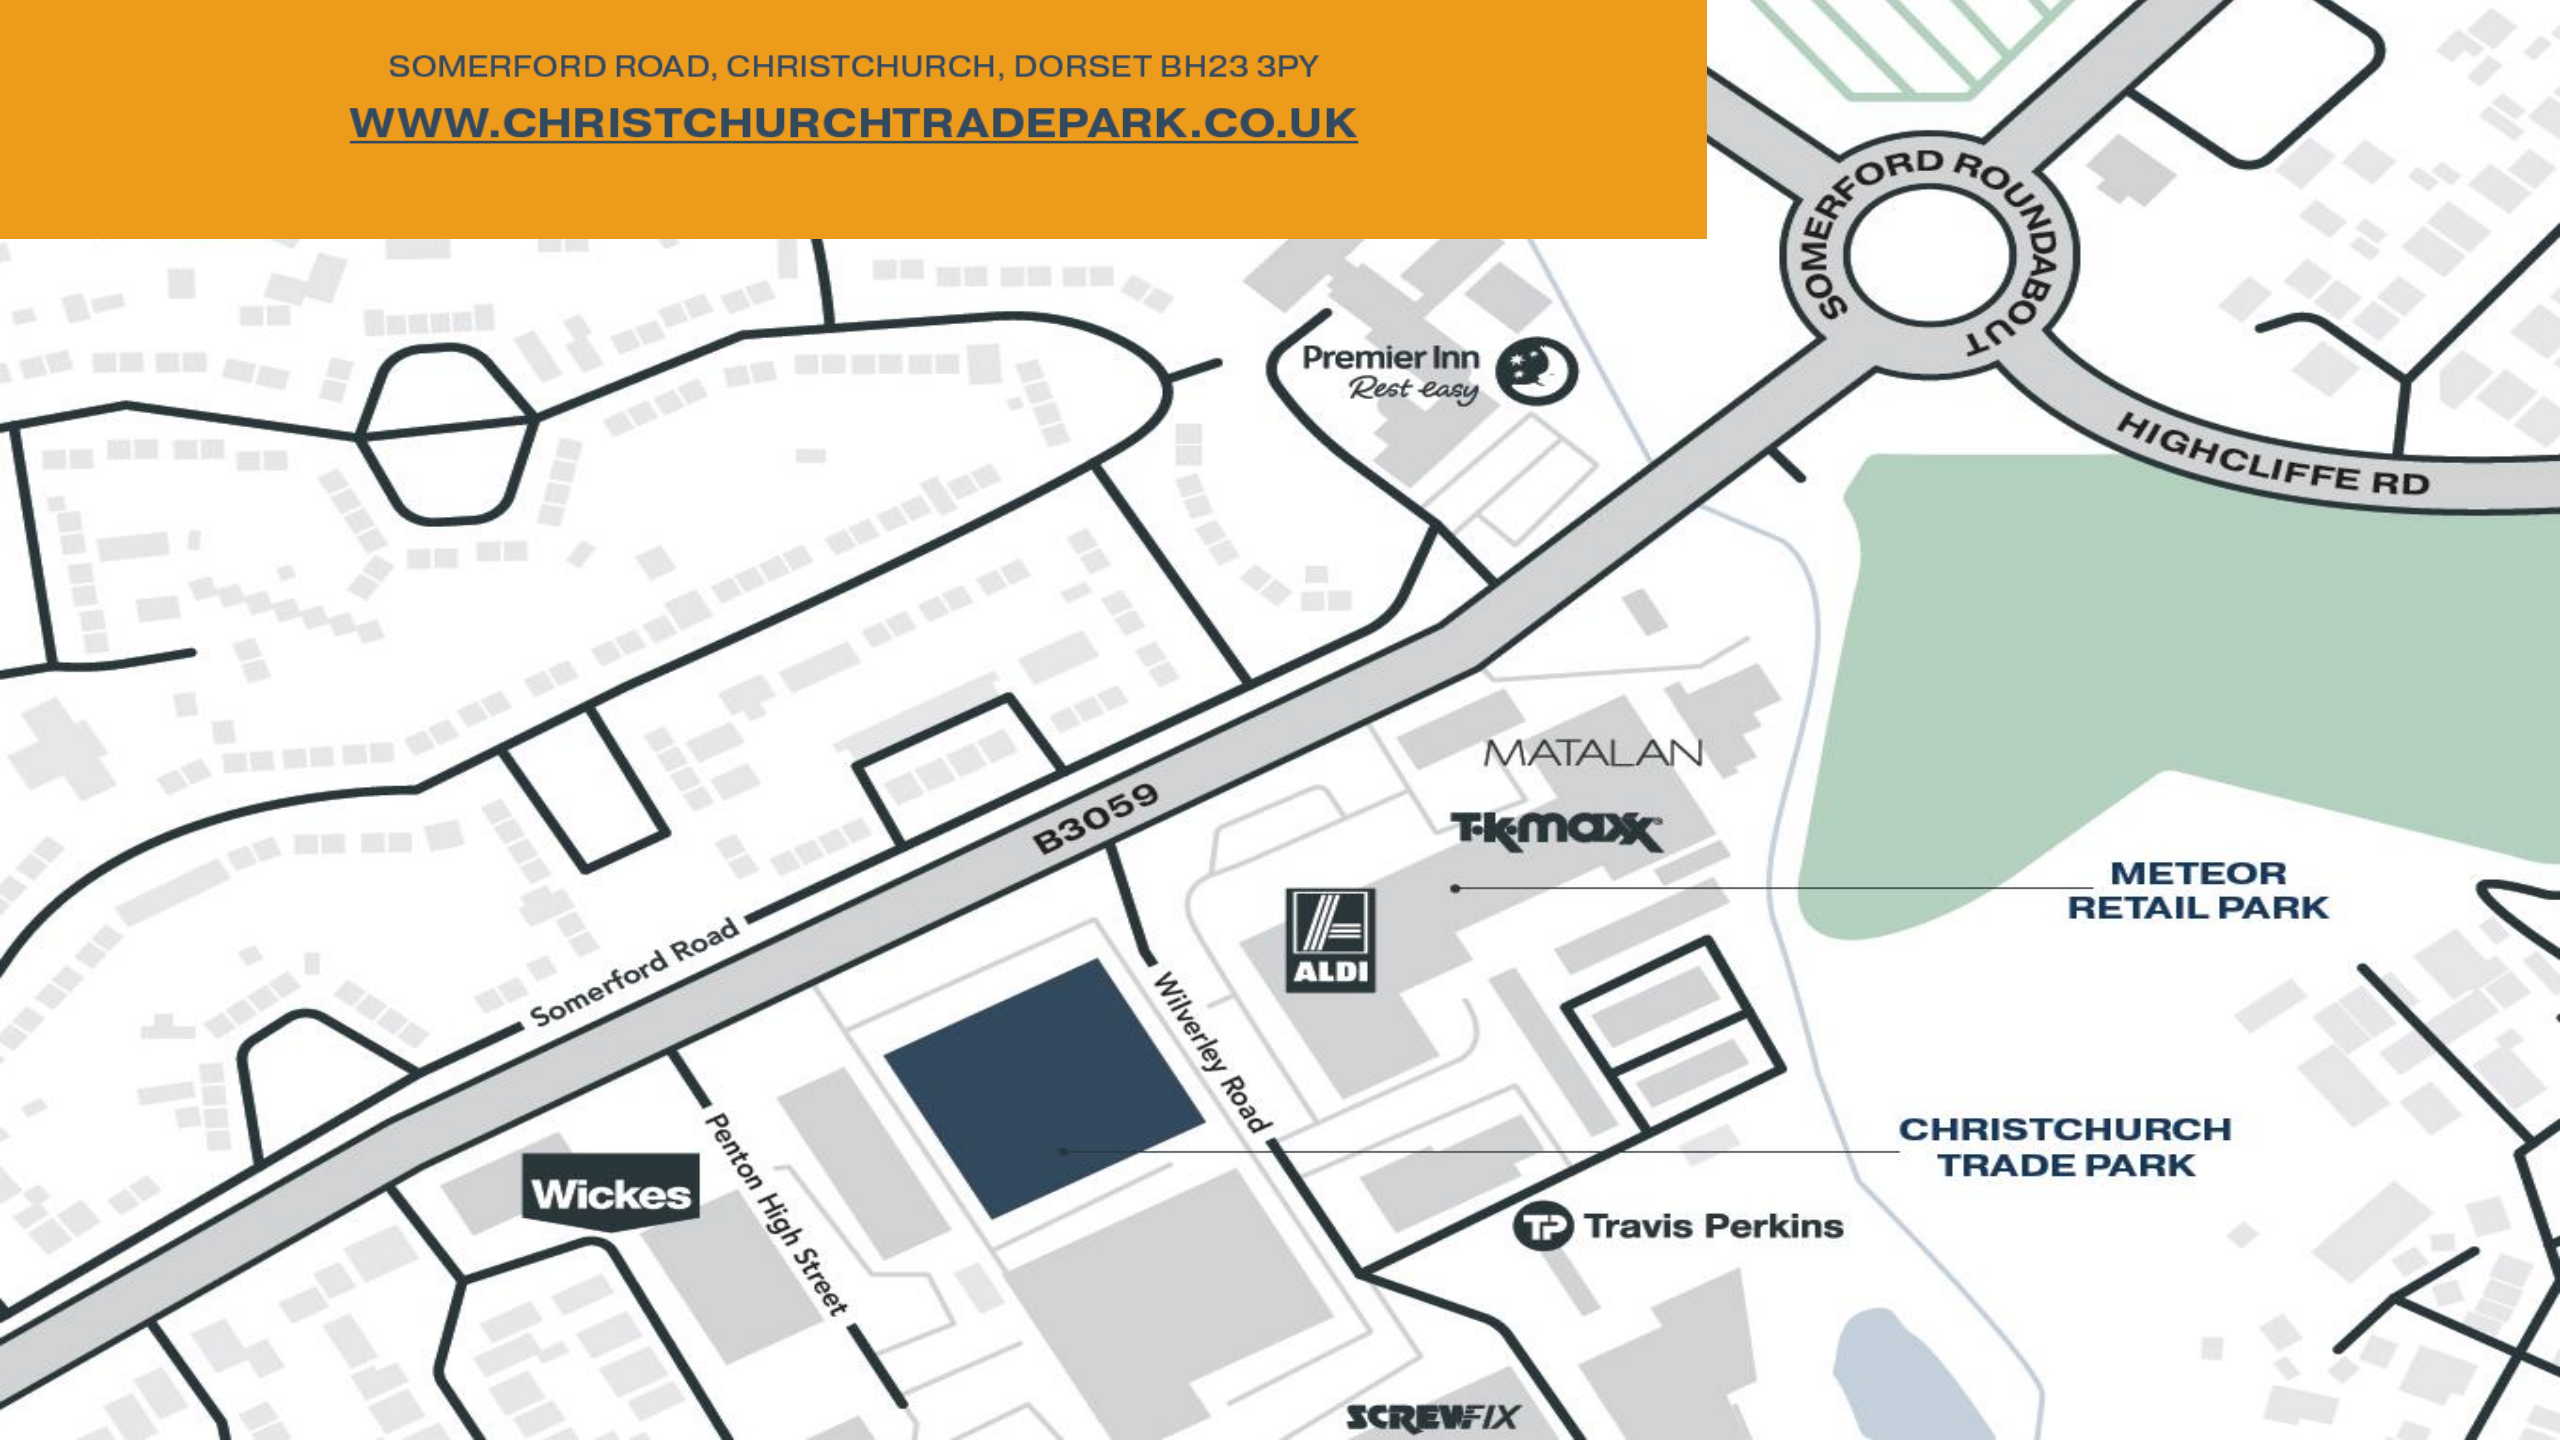 SOMERFORD ROAD, CHRISTCHURCH, DORSET BH23 3PY
WWW.CHRISTCHURCHTRADEPARK.CO.UK
SOMERFORD ROUNDABOUT
Premier Inn
Rest easy
HIGHCLIFFE RD
MATALAN
B3059
TKmaxx
METEOR
RETAIL PARK
ALDI
Somerford Road
Wilverley Road
CHRISTCHURCH
TRADE PARK
Wickes
Penton High Street
TP Travis Perkins
SCREWFIX